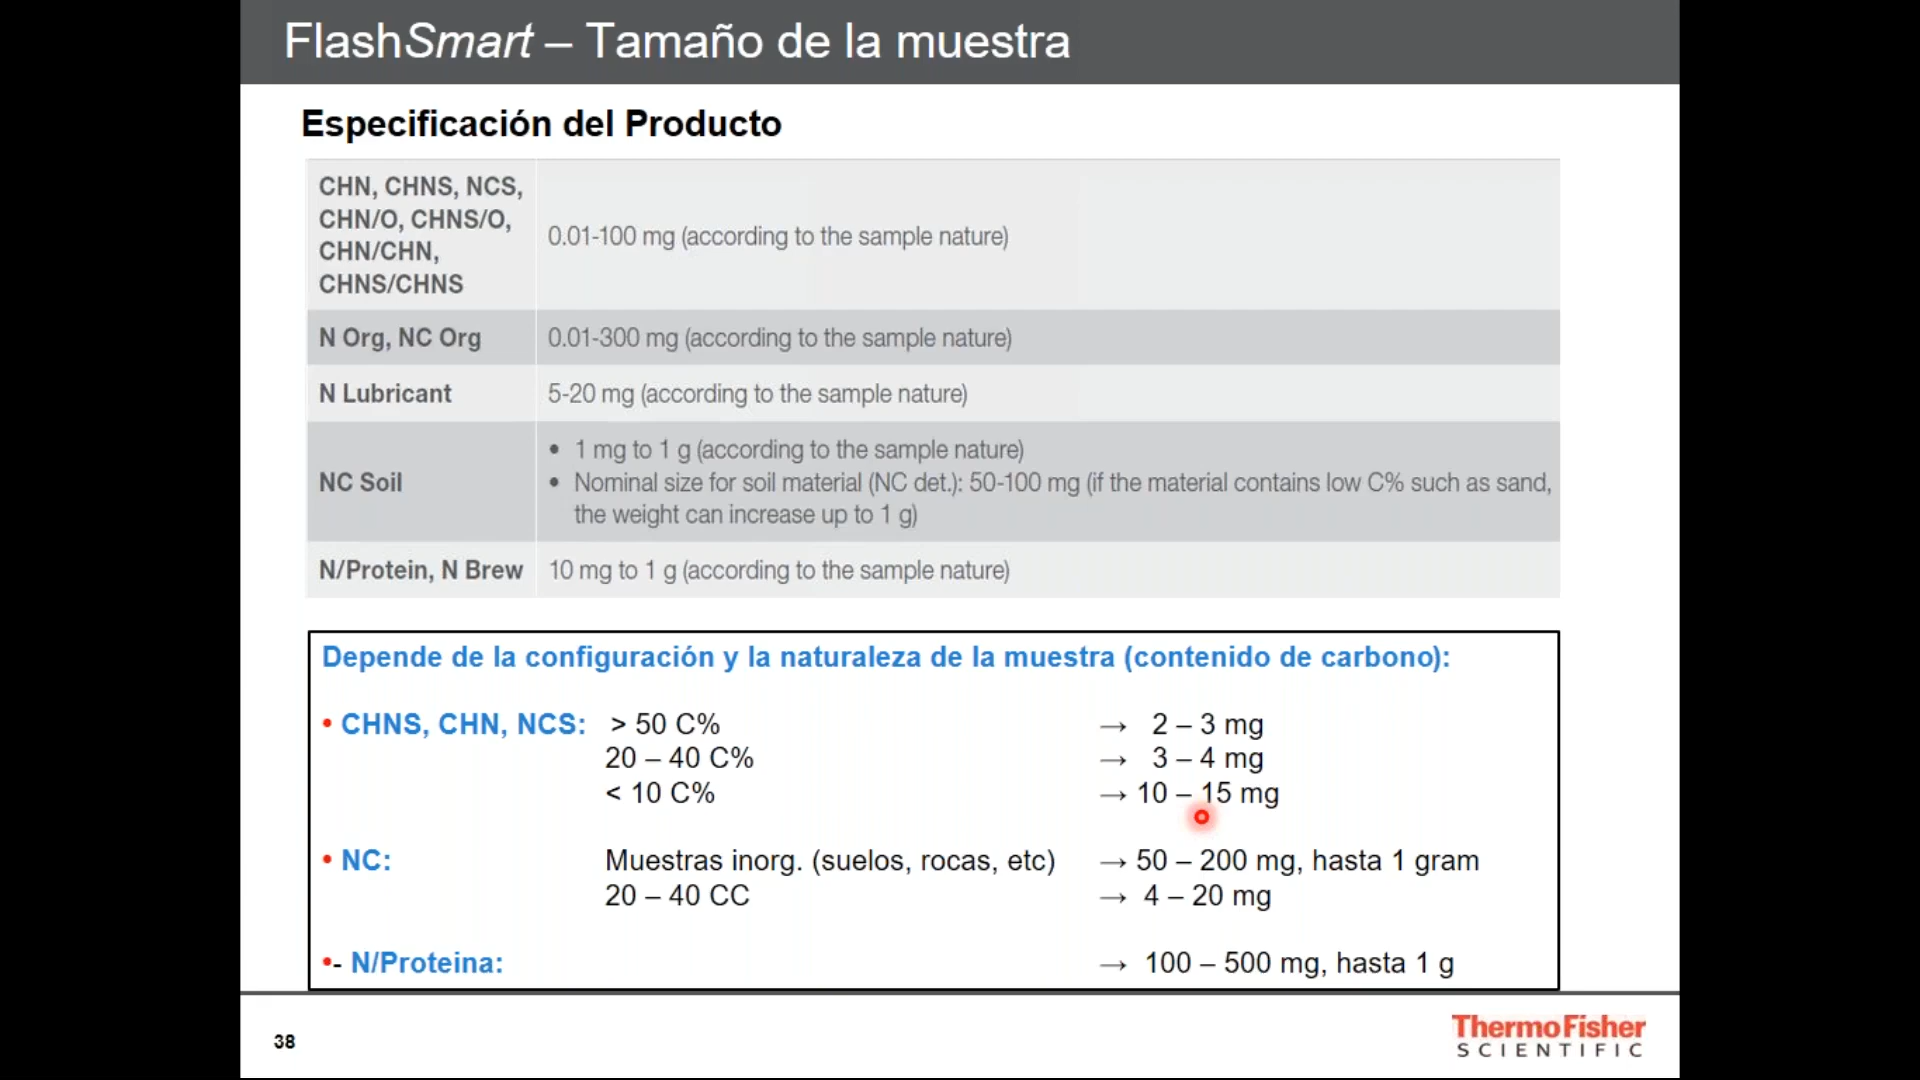 FlashSmart – Tamaño de la muestra
Especificación del Producto
CHN, CHNS, NCS,
CHN/O, CHNS/O,
CHN/CHN,
CHNS/CHNS
0.01-100 mg (according to the sample nature)
N Org, NC Org
0.01-300 mg (according to the sample nature)
N Lubricant
5-20 mg (according to the sample nature)
NC Soil
• 1 mg to 1 g (according to the sample nature)
• Nominal size for soil material (NC det.): 50-100 mg (if the material contains low C% such as sand,
the weight can increase up to 1 g)
N/Protein, N Brew
10 mg to 1 g (according to the sample nature)
Depende de la configuración y la naturaleza de la muestra (contenido de carbono):
• CHNS, CHN, NCS: > 50 C% → 2 – 3 mg
20 – 40 C% → 3 – 4 mg
< 10 C% → 10 – 15 mg
• NC: Muestras inorg. (suelos, rocas, etc) → 50 – 200 mg, hasta 1 gram
20 – 40 CC → 4 – 20 mg
•- N/Proteina: → 100 – 500 mg, hasta 1 g
38
ThermoFisher
SCIENTIFIC